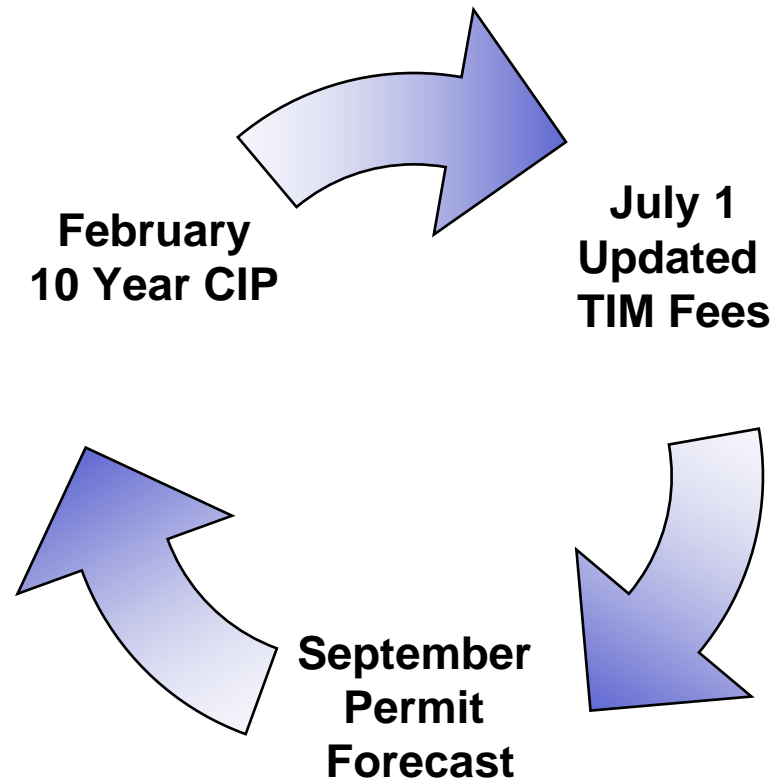 February
10 Year CIP
July 1
Updated
TIM Fees
September
Permit
Forecast